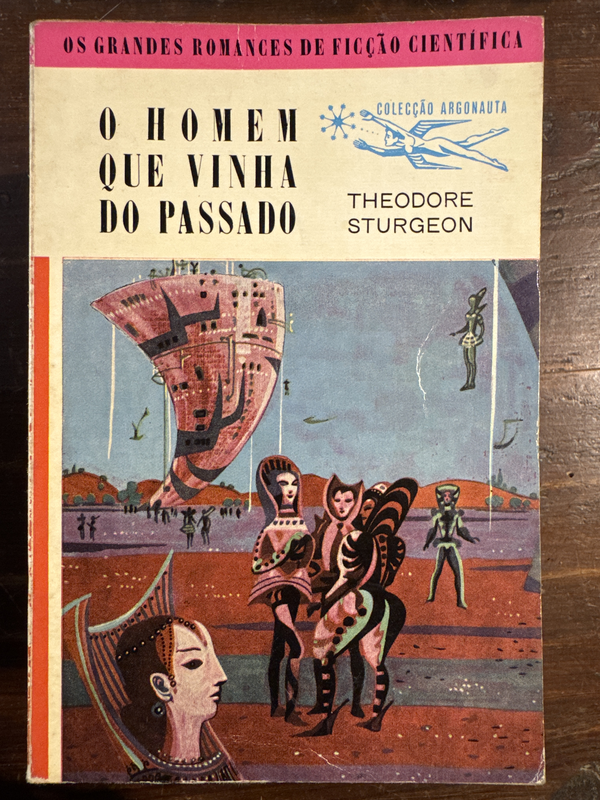 OS GRANDES ROMANCES DE FICÇÃO CIENTÍFICA
O HOMEM
QUE VINHA
DO PASSADO
COLECÇÃO ARGONAUTA
THEODORE
STURGEON